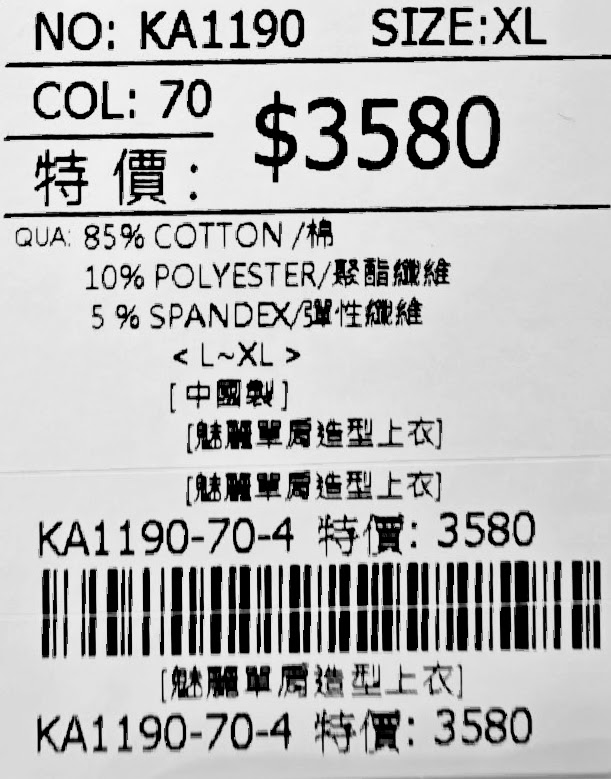 NO: KA1190 SIZE:XL
COL: 70
$3580
特價:
QUA: 85% COTTON /棉
10% POLYESTER/聚酯纖維
5 % SPANDEX/彈性纖維
< L~XL >
[中國製]
[魅麗單肩造型上衣]
[魅麗單肩造型上衣]
KA1190-70-4 特價: 3580
[魅麗單肩造型上衣]
KA1190-70-4 特價: 3580